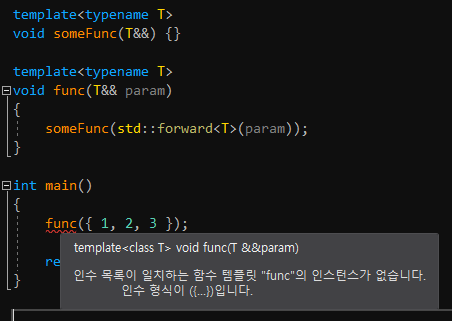 template<typename T>
void someFunc(T&&) {}
template<typename T>
void func(T&& param)
{
someFunc(std::forward<T>(param));
}
int main()
{
func({ 1, 2, 3 });
template<class T> void func(T &&param)
re
인수 목록이 일치하는 함수 템플릿 "func"의 인스턴스가 없습니다.
인수 형식이 ({...})입니다.
}